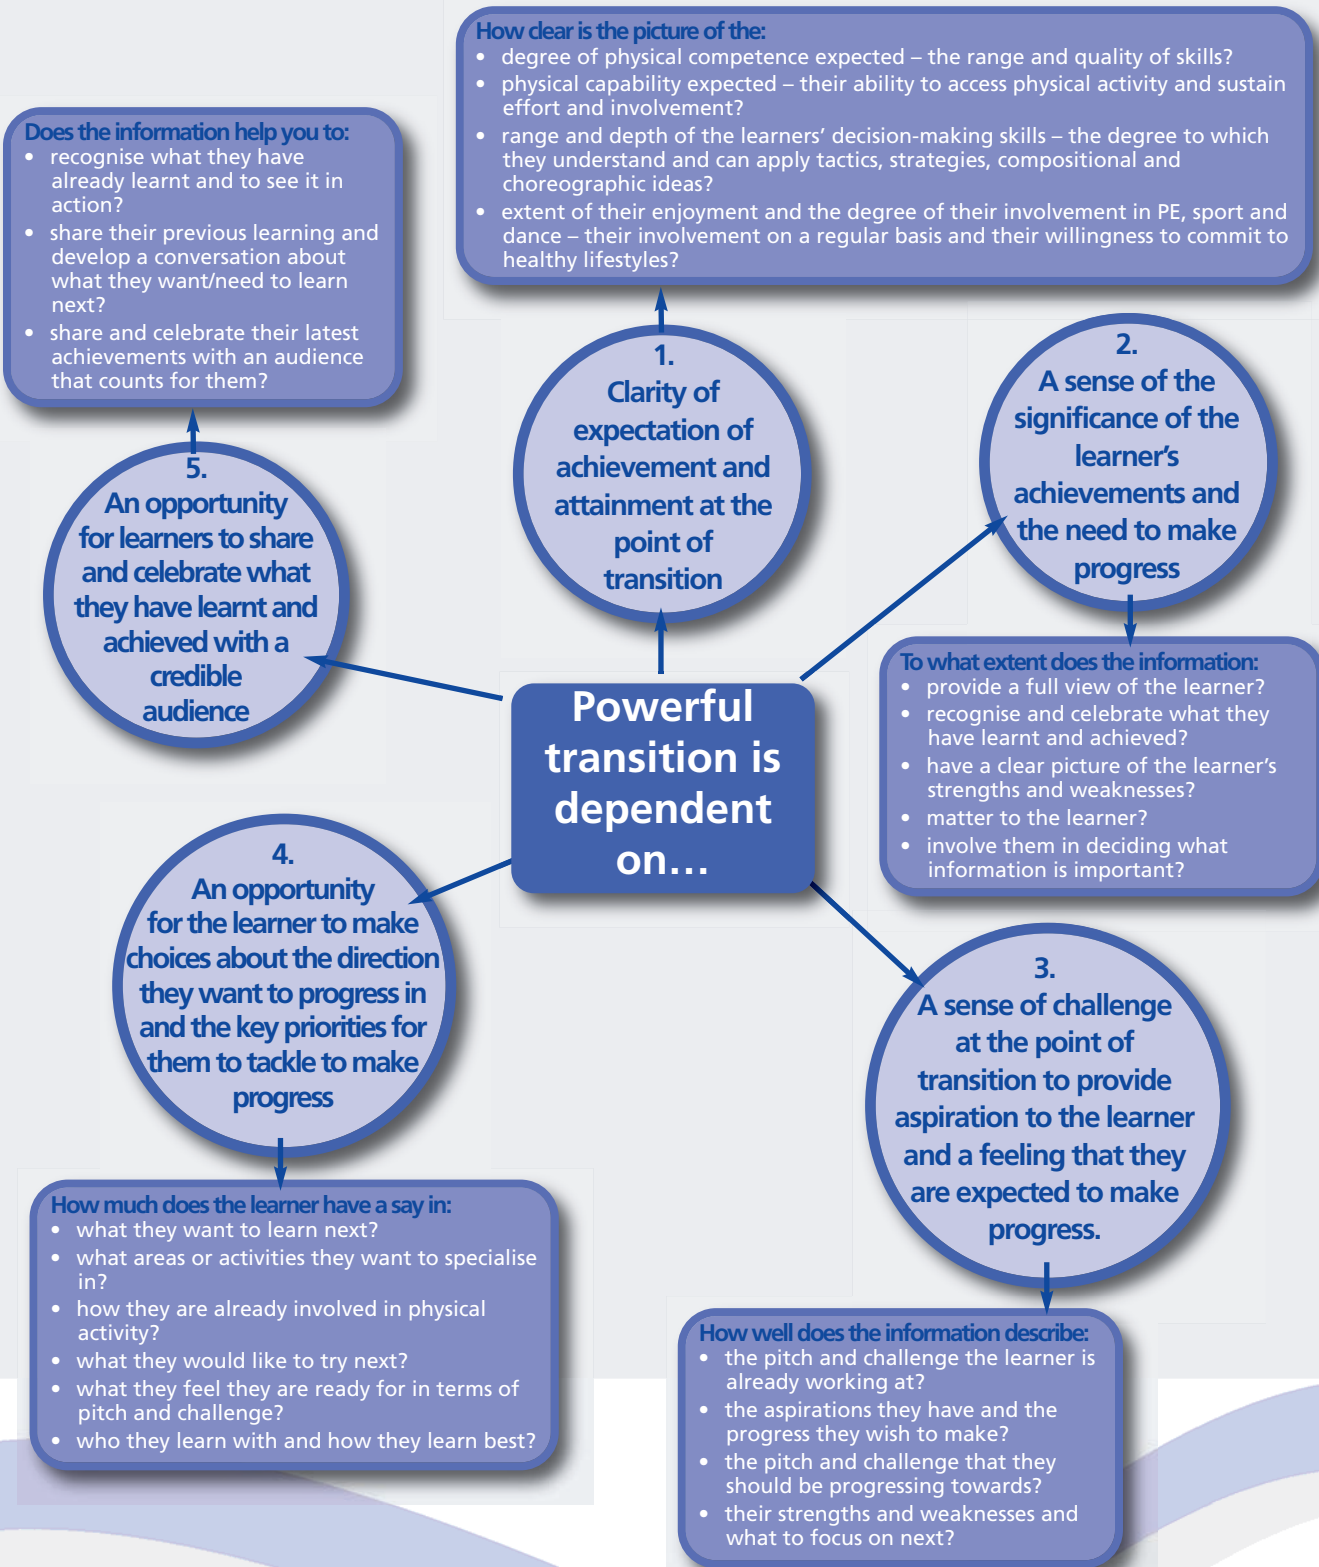 Powerful
transition is
dependent
on…
1.
Clarity of
expectation of
achievement and
attainment at the
point of
transition
How clear is the picture of the:
• degree of physical competence expected – the range and quality of skills?
• physical capability expected – their ability to access physical activity and sustain
effort and involvement?
• range and depth of the learners’ decision-making skills – the degree to which
they understand and can apply tactics, strategies, compositional and
choreographic ideas?
• extent of their enjoyment and the degree of their involvement in PE, sport and
dance – their involvement on a regular basis and their willingness to commit to
healthy lifestyles?
2.
A sense of the
significance of the
learner’s
achievements and
the need to make
progress
To what extent does the information:
• provide a full view of the learner?
• recognise and celebrate what they
have learnt and achieved?
• have a clear picture of the learner’s
strengths and weaknesses?
• matter to the learner?
• involve them in deciding what
information is important?
3.
A sense of challenge
at the point of
transition to provide
aspiration to the learner
and a feeling that they
are expected to make
progress.
How well does the information describe:
• the pitch and challenge the learner is
already working at?
• the aspirations they have and the
progress they wish to make?
• the pitch and challenge that they
should be progressing towards?
• their strengths and weaknesses and
what to focus on next?
4.
An opportunity
for the learner to make
choices about the direction
they want to progress in
and the key priorities for
them to tackle to make
progress
How much does the learner have a say in:
• what they want to learn next?
• what areas or activities they want to specialise
in?
• how they are already involved in physical
activity?
• what they would like to try next?
• what they feel they are ready for in terms of
pitch and challenge?
• who they learn with and how they learn best?
5.
An opportunity
for learners to share
and celebrate what
they have learnt and
achieved with a
credible
audience
Does the information help you to:
• recognise what they have
already learnt and to see it in
action?
• share their previous learning and
develop a conversation about
what they want/need to learn
next?
• share and celebrate their latest
achievements with an audience
that counts for them?